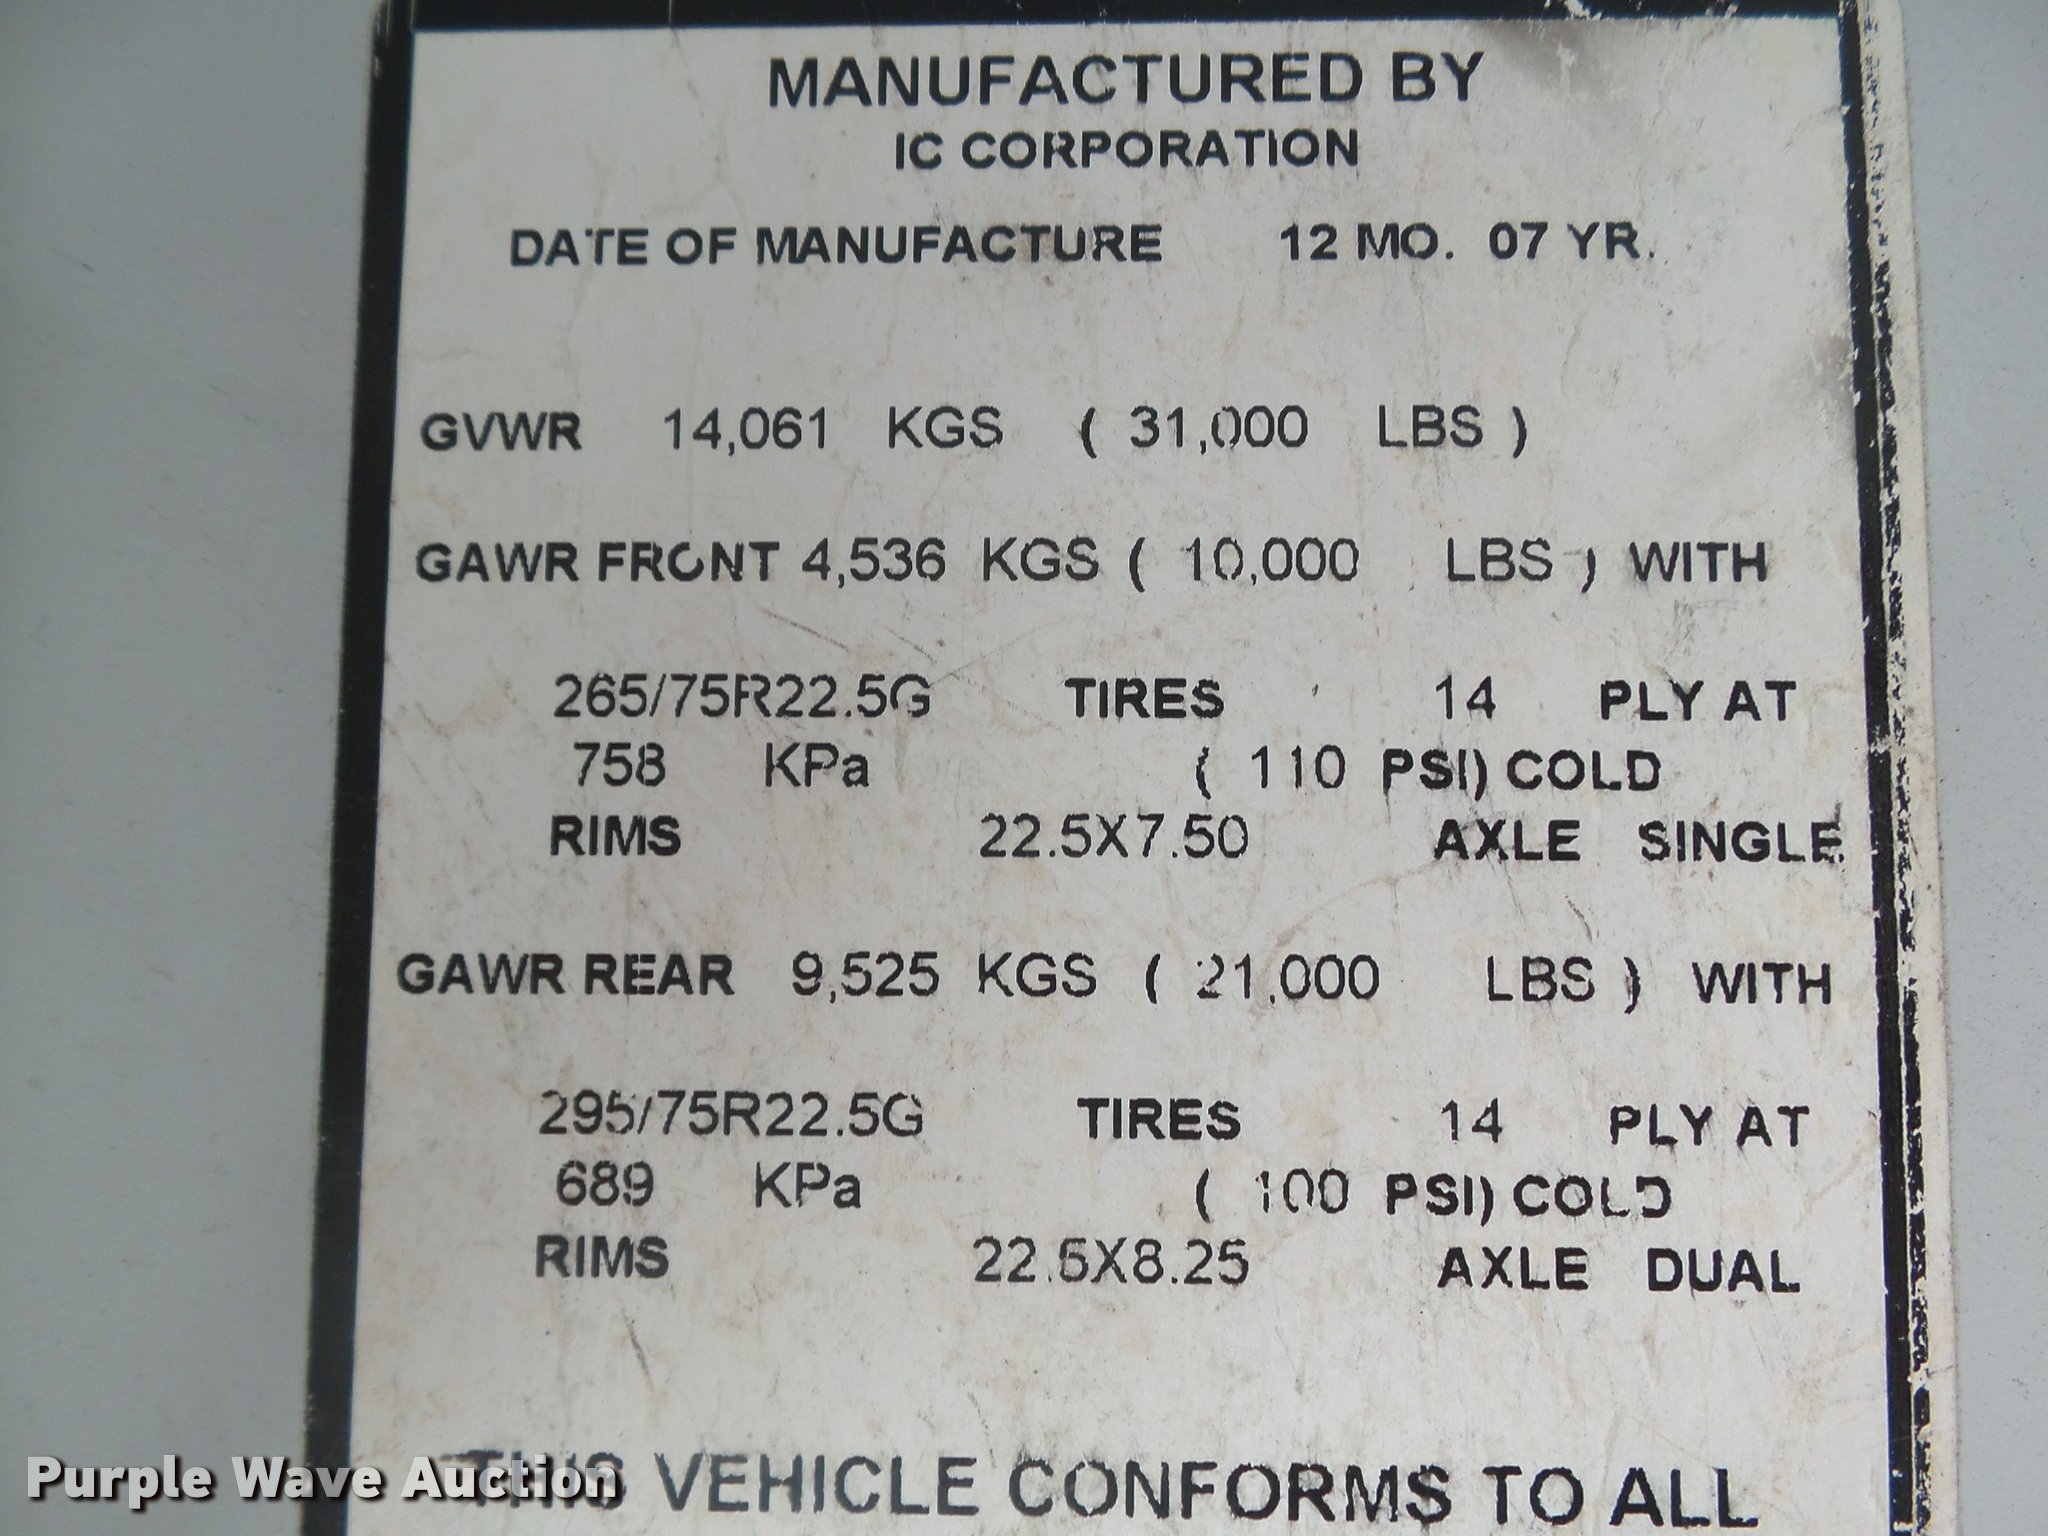 MANUFACTURED BY
IC CORPORATION
DATE OF MANUFACTURE 12 MO. 07 YR.
GVWR 14,061 KGS ( 31,000 LBS )
GAWR FRONT 4,536 KGS ( 10,000 LBS ) WITH
265/75R22.5G TIRES 14 PLY AT
758 KPa ( 110 PSI) COLD
RIMS 22.5X7.50 AXLE SINGLE
GAWR REAR 9,525 KGS ( 21,000 LBS ) WITH
295/75R22.5G TIRES 14 PLY AT
689 KPa ( 100 PSI) COLD
RIMS 22.5X8.25 AXLE DUAL
THIS VEHICLE CONFORMS TO ALL
Purple Wave Auction